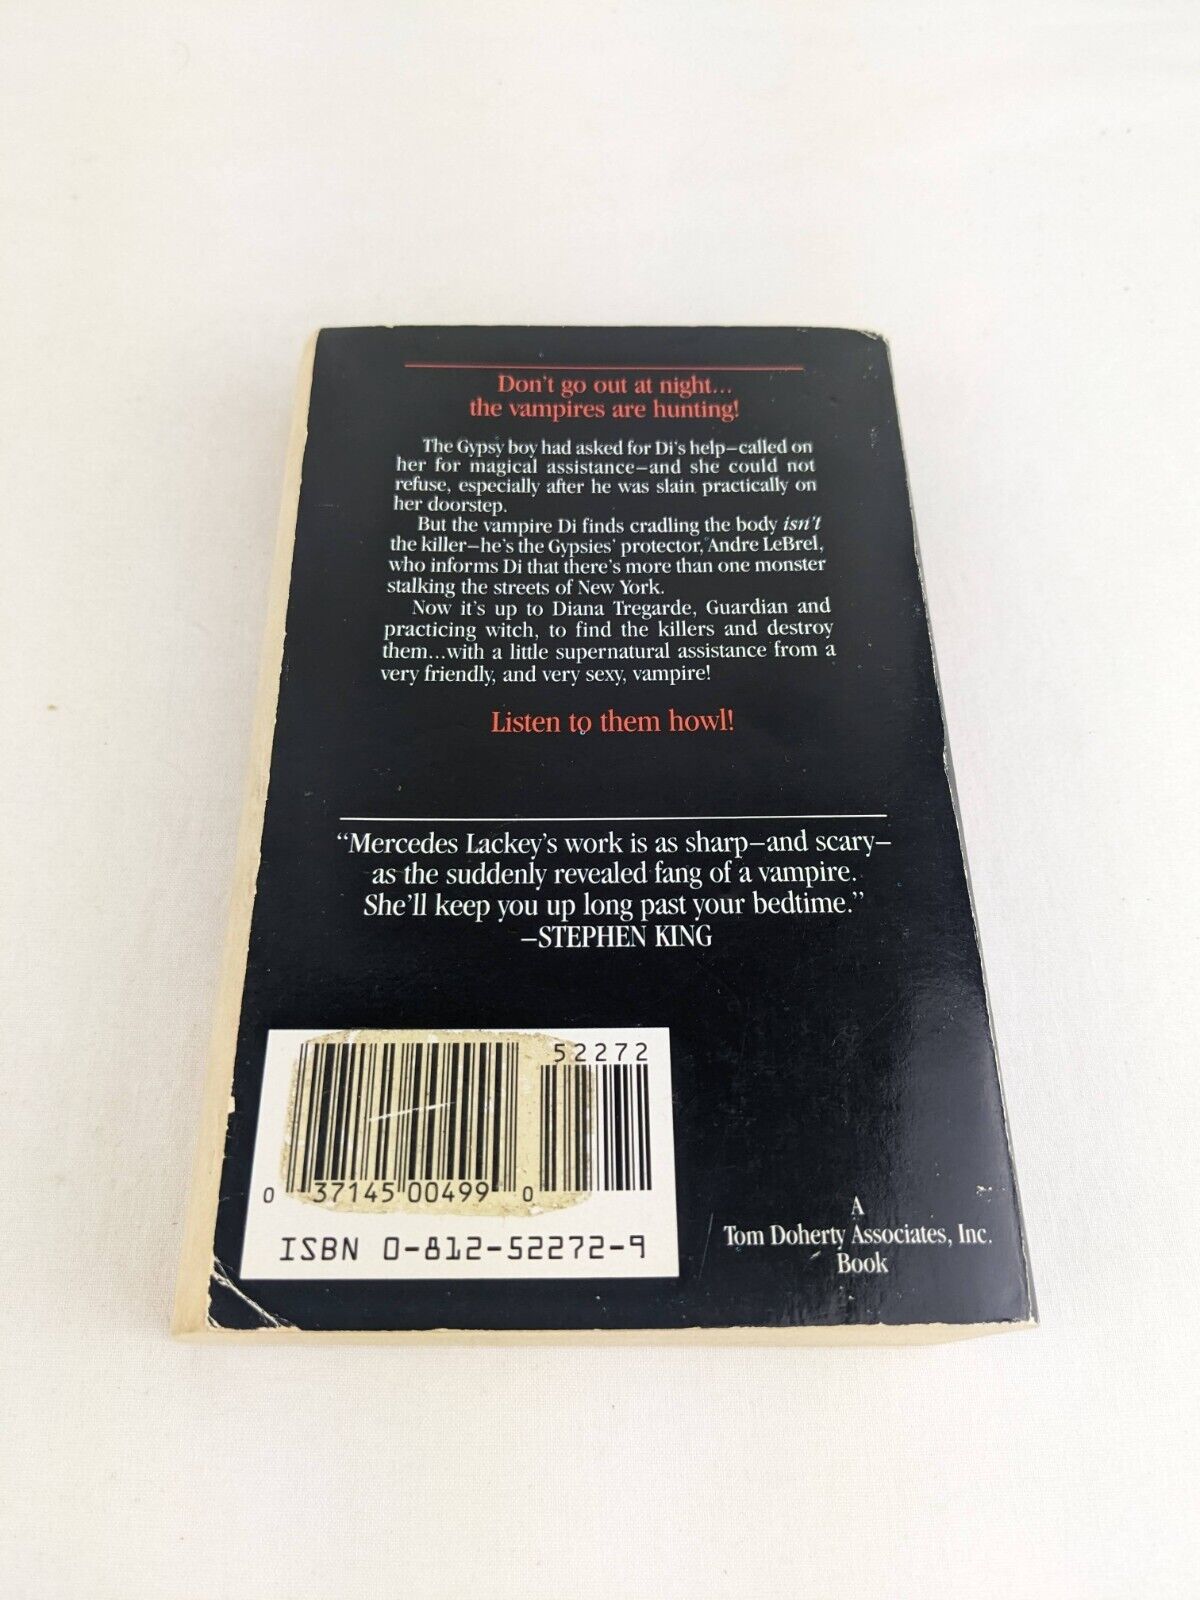 Don't go out at night...
the vampires are hunting!
The Gypsy boy had asked for Di's help—called on
her for magical assistance—and she could not
refuse, especially after he was slain practically on
her doorstep.
But the vampire Di finds cradling the body isn't
the killer—he's the Gypsies' protector, Andre LeBrel,
who informs Di that there's more than one monster
stalking the streets of New York.
Now it's up to Diana Tregarde, Guardian and
practicing witch, to find the killers and destroy
them...with a little supernatural assistance from a
very friendly, and very sexy, vampire!
Listen to them howl!
“Mercedes Lackey's work is as sharp—and scary—
as the suddenly revealed fang of a vampire.
She'll keep you up long past your bedtime.”
—STEPHEN KING
52272
0 37145 00499 0
ISBN 0-812-52272-9
A
Tom Doherty Associates, Inc.
Book